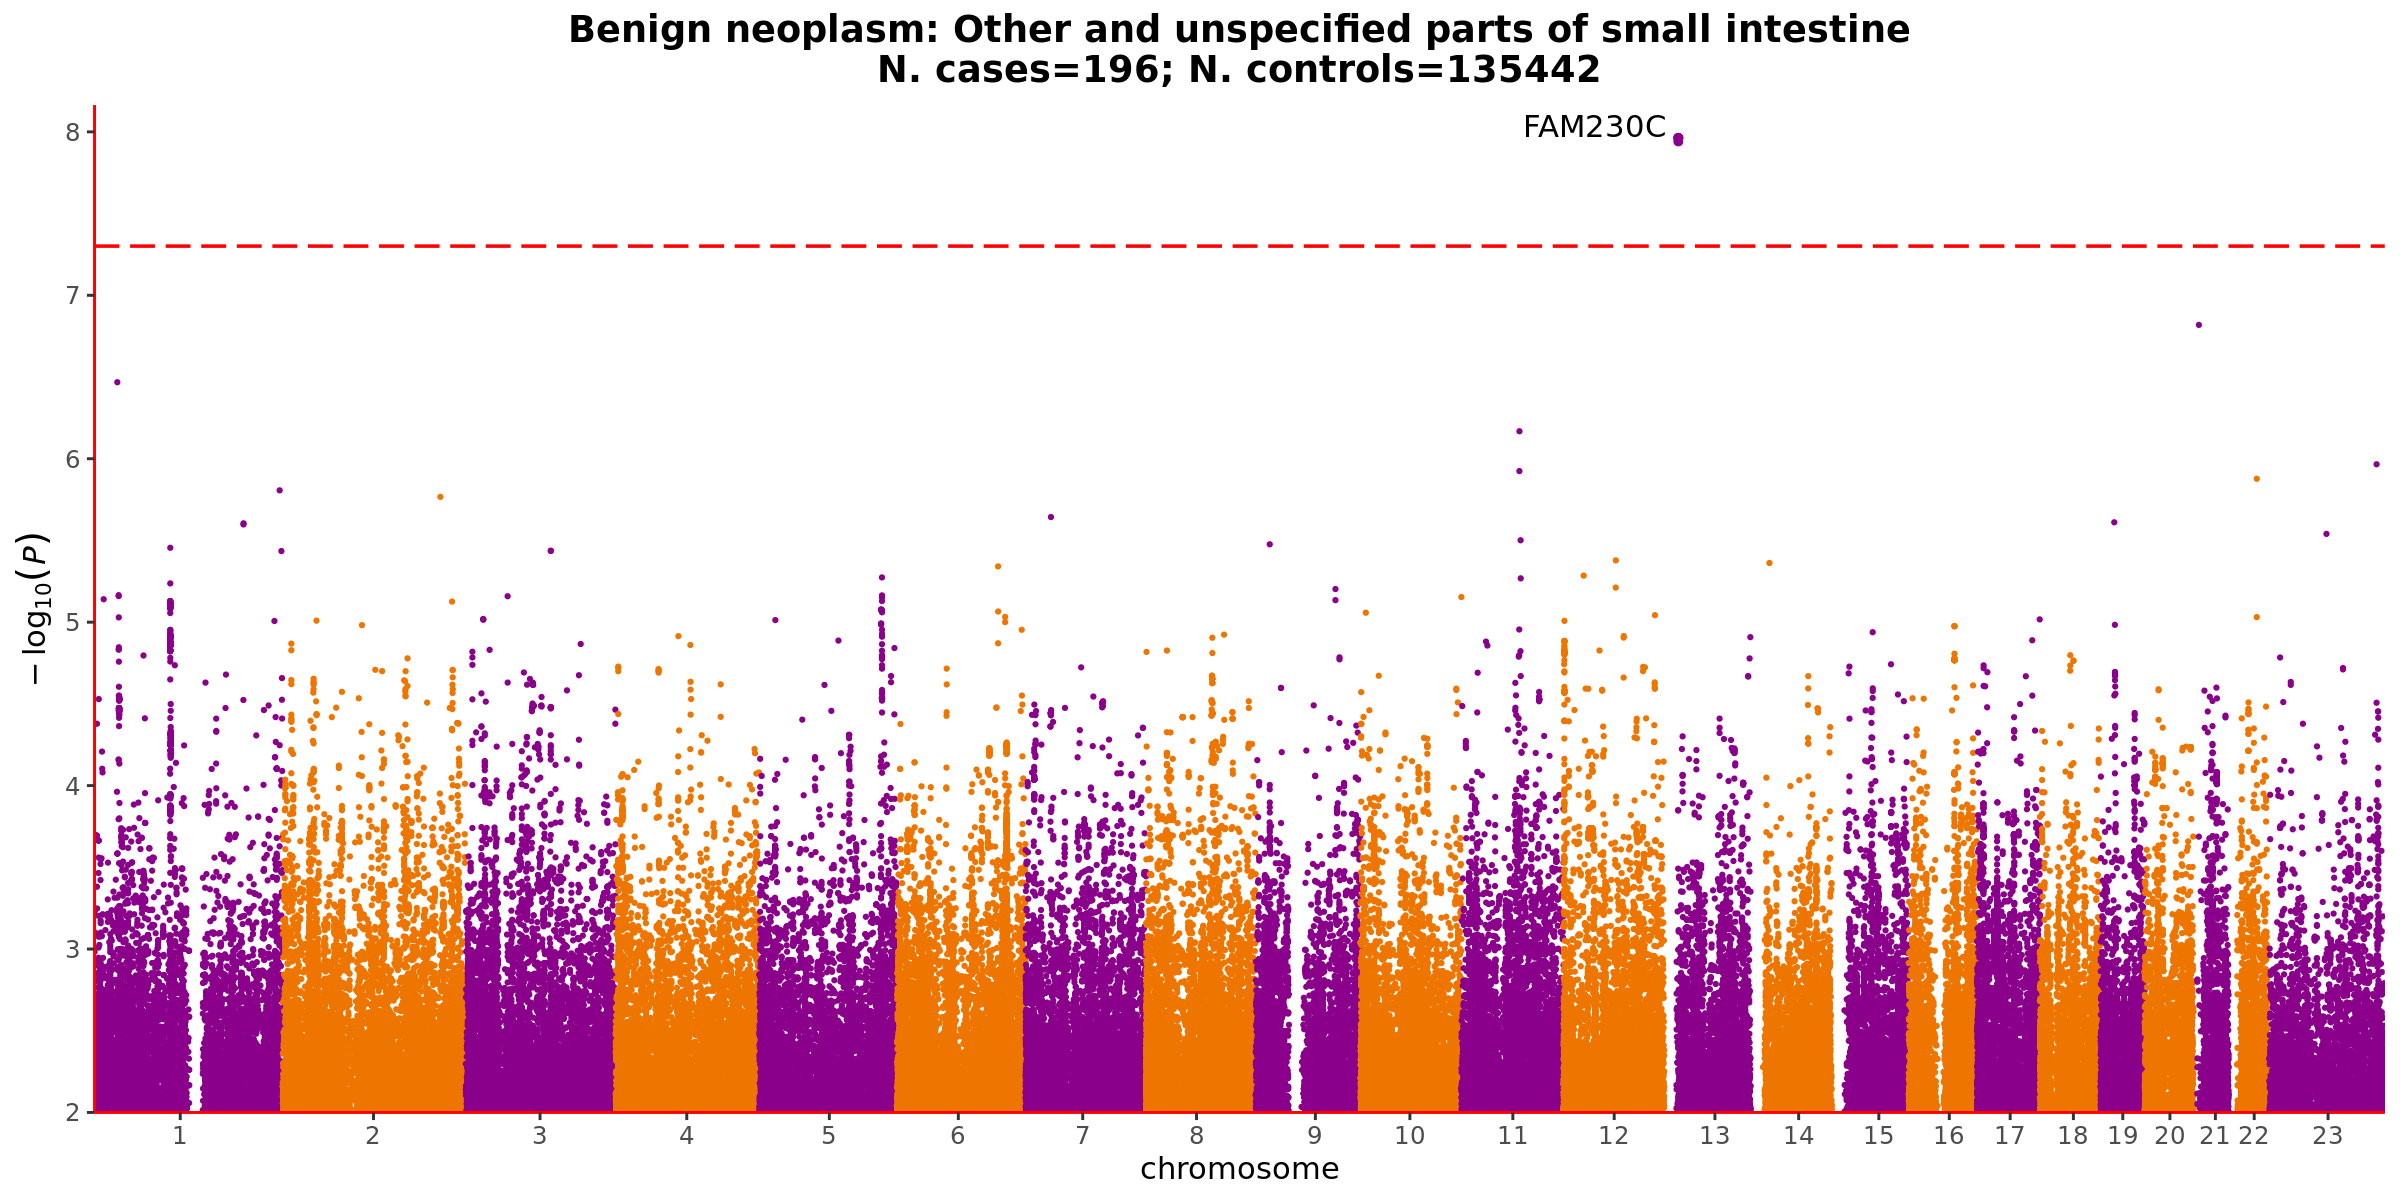 Benign neoplasm: Other and unspecified parts of small intestine
N. cases=196; N. controls=135442
FAM230C
8
7
6
5
4
3
2
−log10(P)
1 2 3 4 5 6 7 8 9 10 11 12 13 14 15 16 17 18 19 20 21 22 23
chromosome